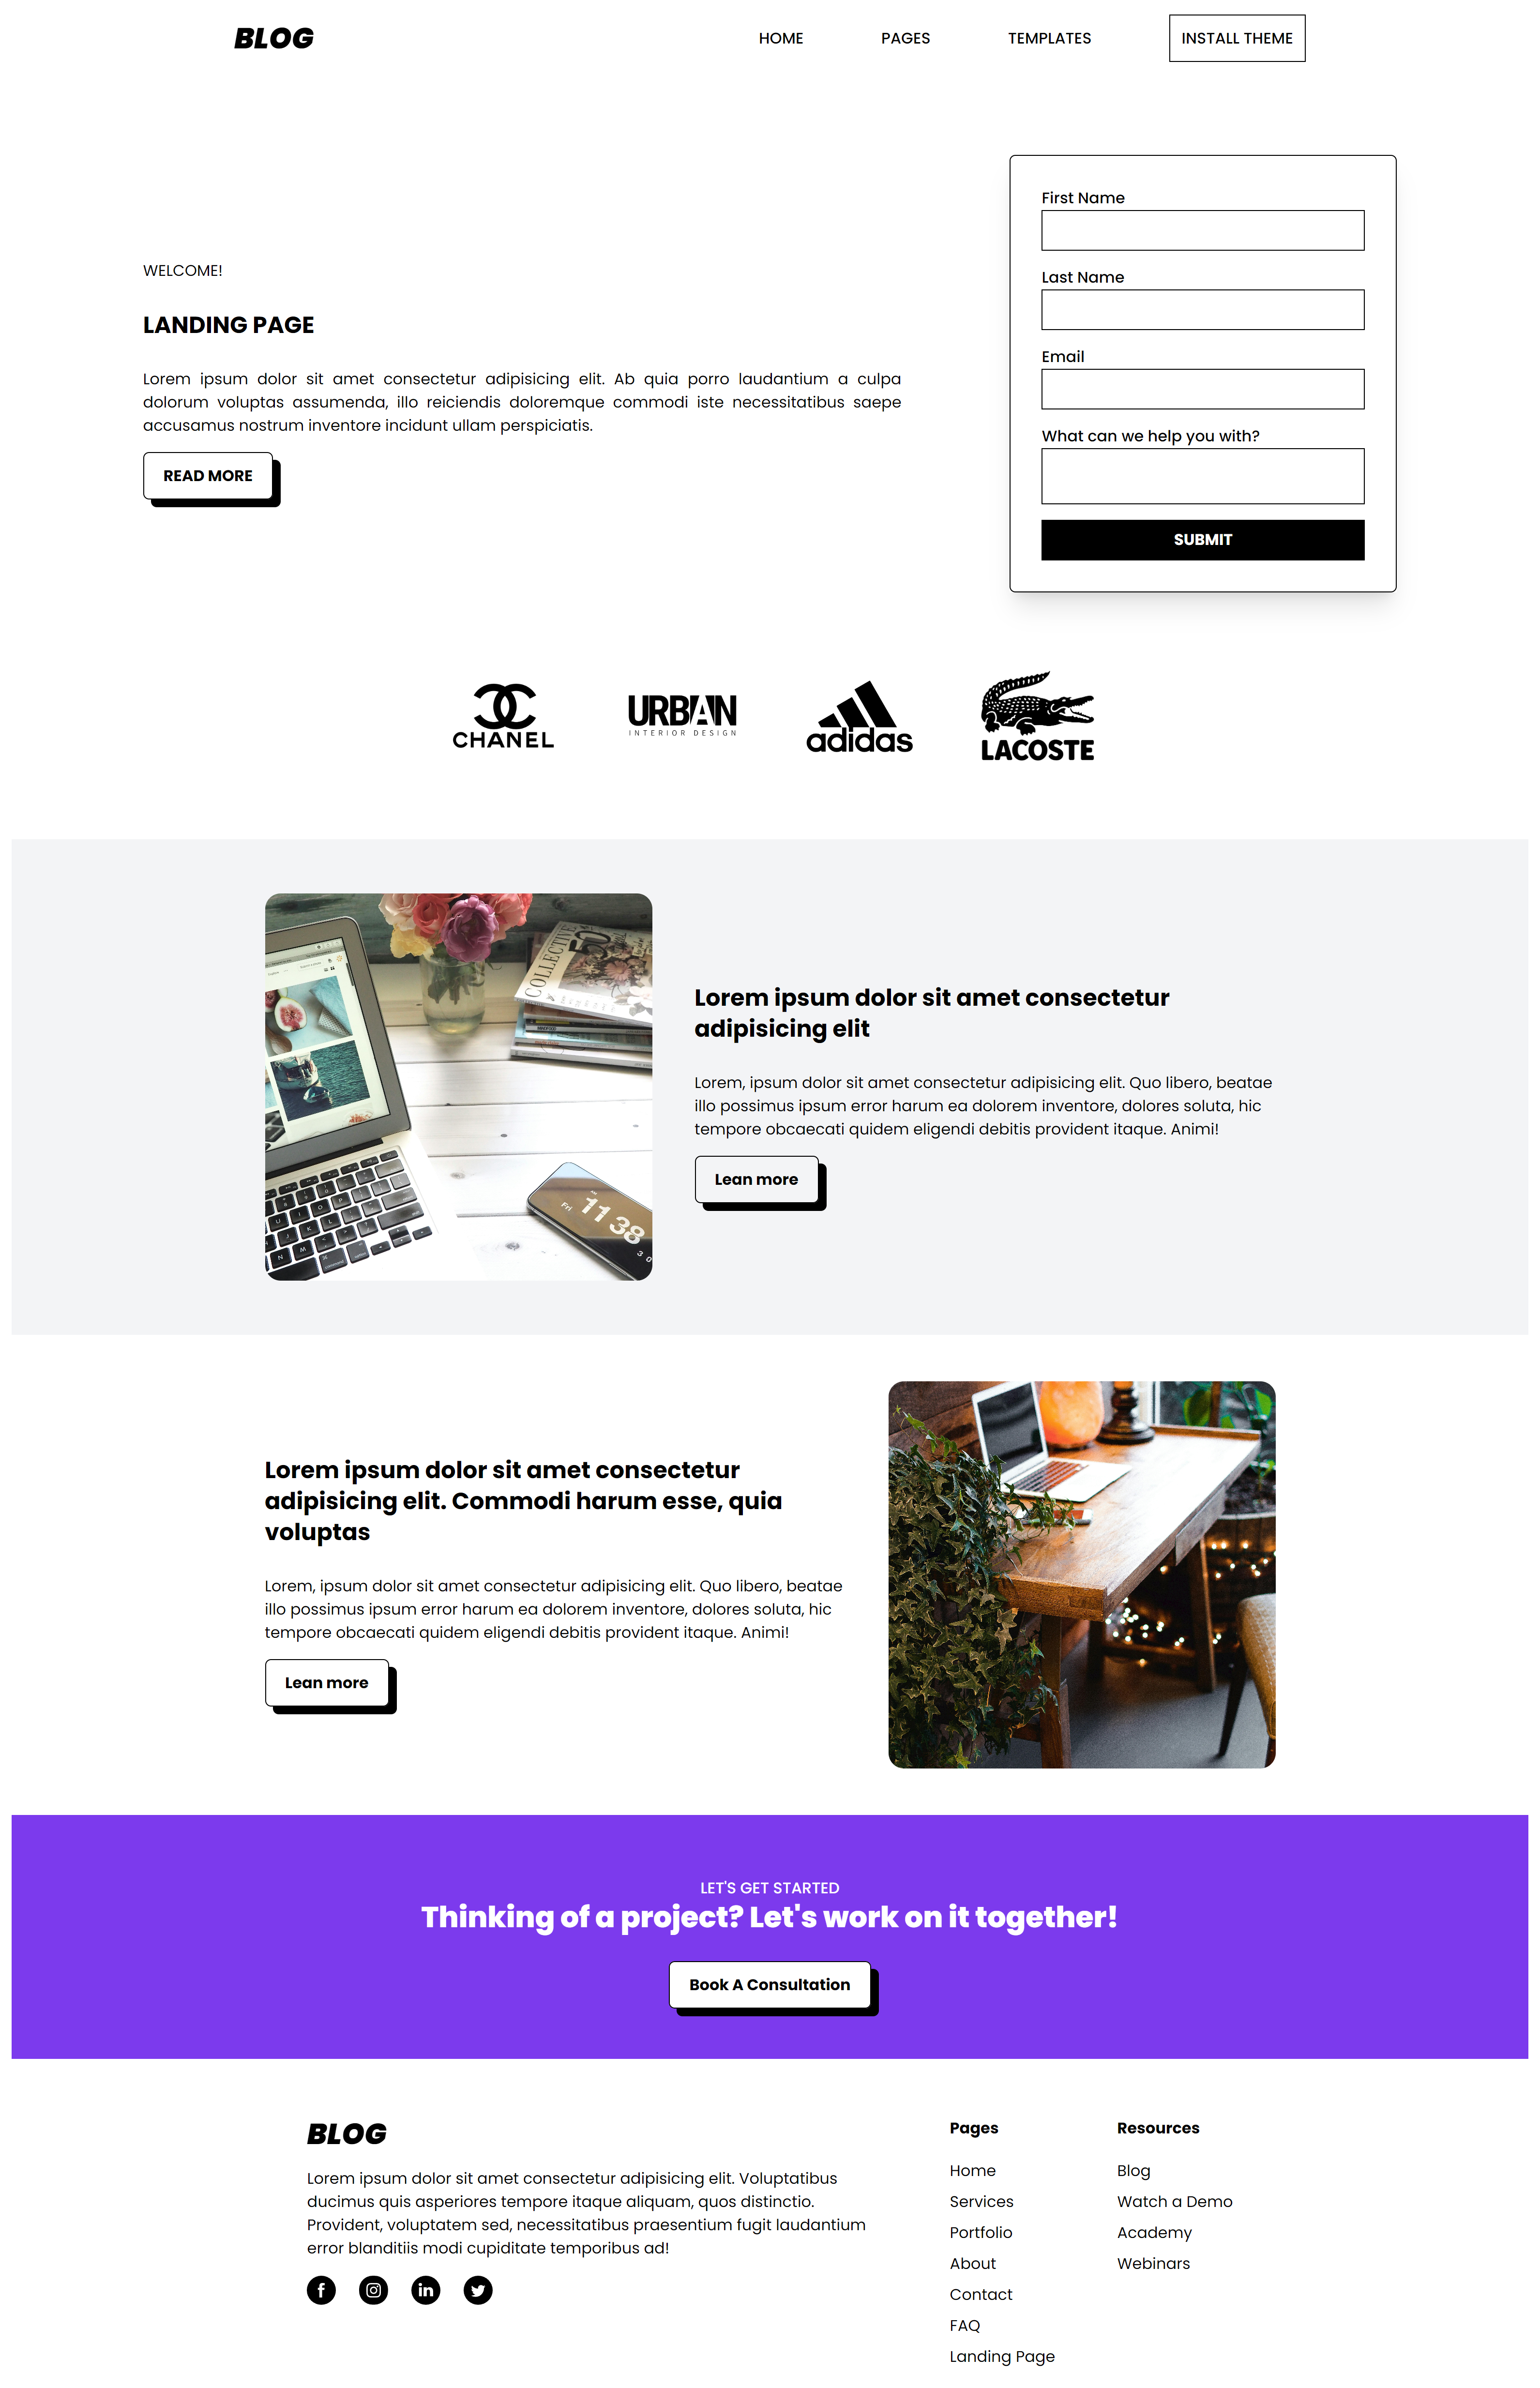 BLOG
HOME
PAGES
TEMPLATES
INSTALL THEME
WELCOME!
LANDING PAGE
Lorem ipsum dolor sit amet consectetur adipisicing elit. Ab quia porro laudantium a culpa
dolorum voluptas assumenda, illo reiciendis doloremque commodi iste necessitatibus saepe
accusamus nostrum inventore incidunt ullam perspiciatis.
READ MORE
First Name
Last Name
Email
What can we help you with?
SUBMIT
CHANEL
URBAN
INTERIOR DESIGN
adidas
LACOSTE
COLLECTIVE
50
Fri
11 38
Lorem ipsum dolor sit amet consectetur
adipisicing elit
Lorem, ipsum dolor sit amet consectetur adipisicing elit. Quo libero, beatae
illo possimus ipsum error harum ea dolorem inventore, dolores soluta, hic
tempore obcaecati quidem eligendi debitis provident itaque. Animi!
Lean more
Lorem ipsum dolor sit amet consectetur
adipisicing elit. Commodi harum esse, quia
voluptas
Lorem, ipsum dolor sit amet consectetur adipisicing elit. Quo libero, beatae
illo possimus ipsum error harum ea dolorem inventore, dolores soluta, hic
tempore obcaecati quidem eligendi debitis provident itaque. Animi!
Lean more
LET'S GET STARTED
Thinking of a project? Let's work on it together!
Book A Consultation
BLOG
Lorem ipsum dolor sit amet consectetur adipisicing elit. Voluptatibus
ducimus quis asperiores tempore itaque aliquam, quos distinctio.
Provident, voluptatem sed, necessitatibus praesentium fugit laudantium
error blanditiis modi cupiditate temporibus ad!
Pages
Home
Services
Portfolio
About
Contact
FAQ
Landing Page
Resources
Blog
Watch a Demo
Academy
Webinars